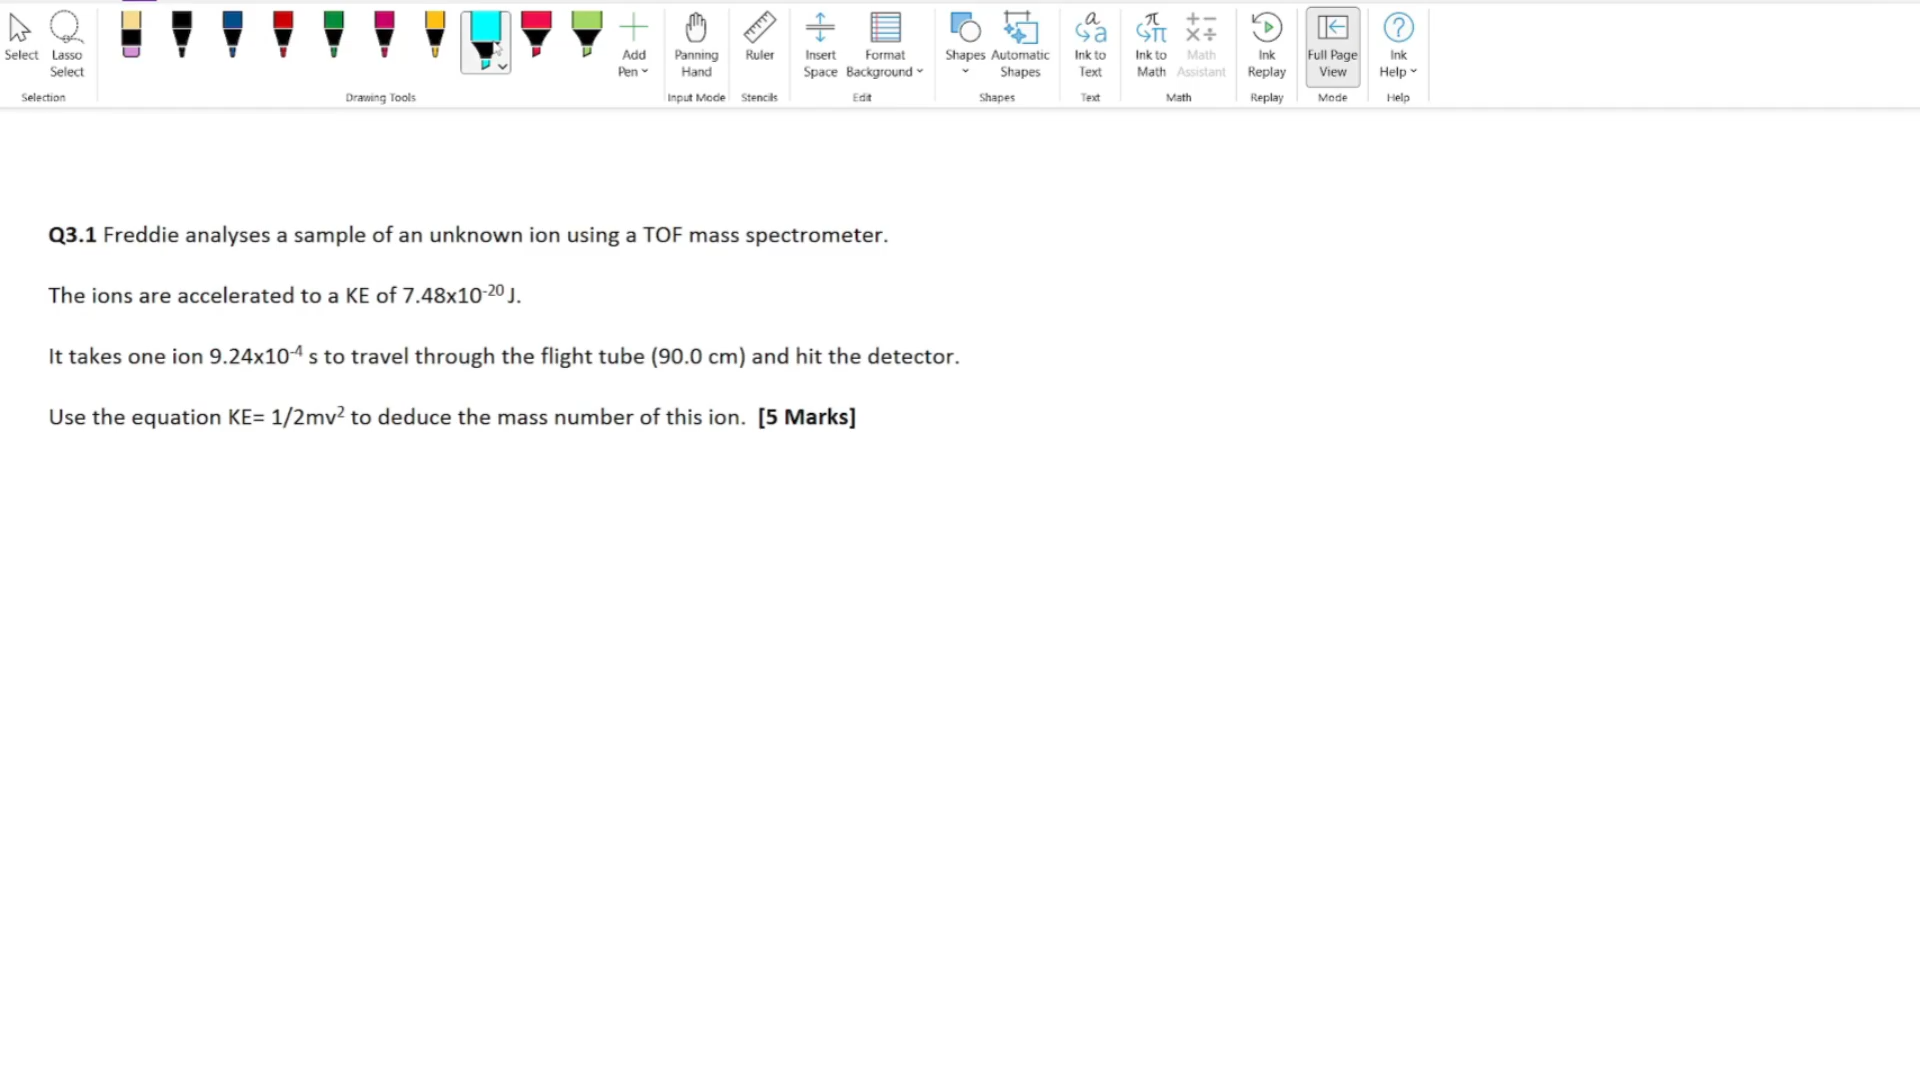 Select
Lasso Select
Selection
Drawing Tools
Add Pen
Panning Hand
Input Mode
Ruler
Stencils
Insert Space
Format Background
Edit
Shapes
Automatic Shapes
Shapes
Ink to Text
Text
Ink to Math
Math Assistant
Math
Ink Replay
Replay
Full Page View
Mode
Ink Help
Help
Q3.1 Freddie analyses a sample of an unknown ion using a TOF mass spectrometer.
The ions are accelerated to a KE of 7.48x10⁻²⁰ J.
It takes one ion 9.24x10⁻⁴ s to travel through the flight tube (90.0 cm) and hit the detector.
Use the equation KE= 1/2mv² to deduce the mass number of this ion. [5 Marks]